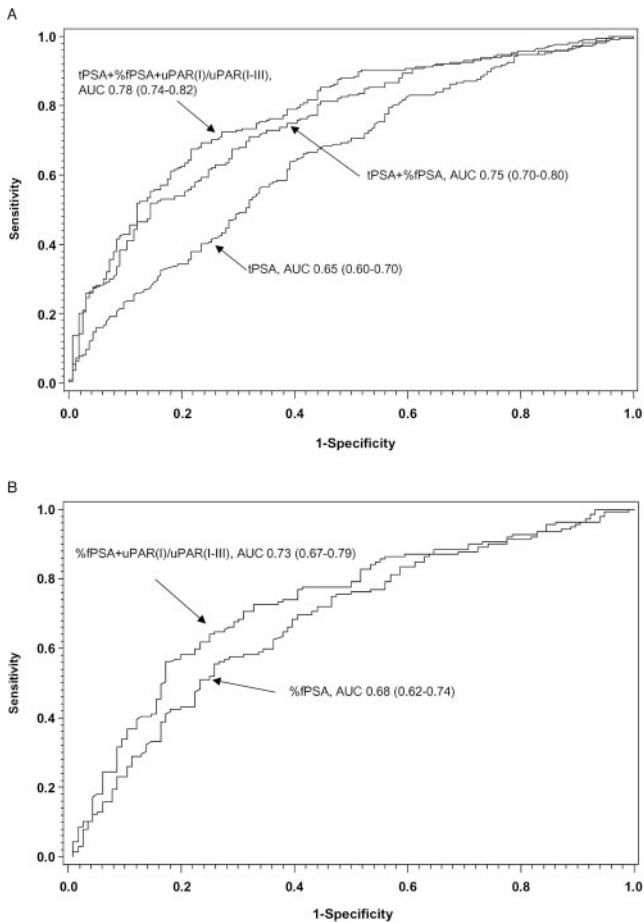 A
1.0
0.8
0.6
0.4
0.2
0.0
Sensitivity
tPSA+%fPSA+uPAR(I)/uPAR(I-III),
AUC 0.78 (0.74-0.82)
tPSA+%fPSA, AUC 0.75 (0.70-0.80)
tPSA, AUC 0.65 (0.60-0.70)
0.0 0.2 0.4 0.6 0.8 1.0
1-Specificity
B
1.0
0.8
0.6
0.4
0.2
0.0
Sensitivity
%fPSA+uPAR(I)/uPAR(I-III), AUC 0.73 (0.67-0.79)
%fPSA, AUC 0.68 (0.62-0.74)
0.0 0.2 0.4 0.6 0.8 1.0
1-Specificity